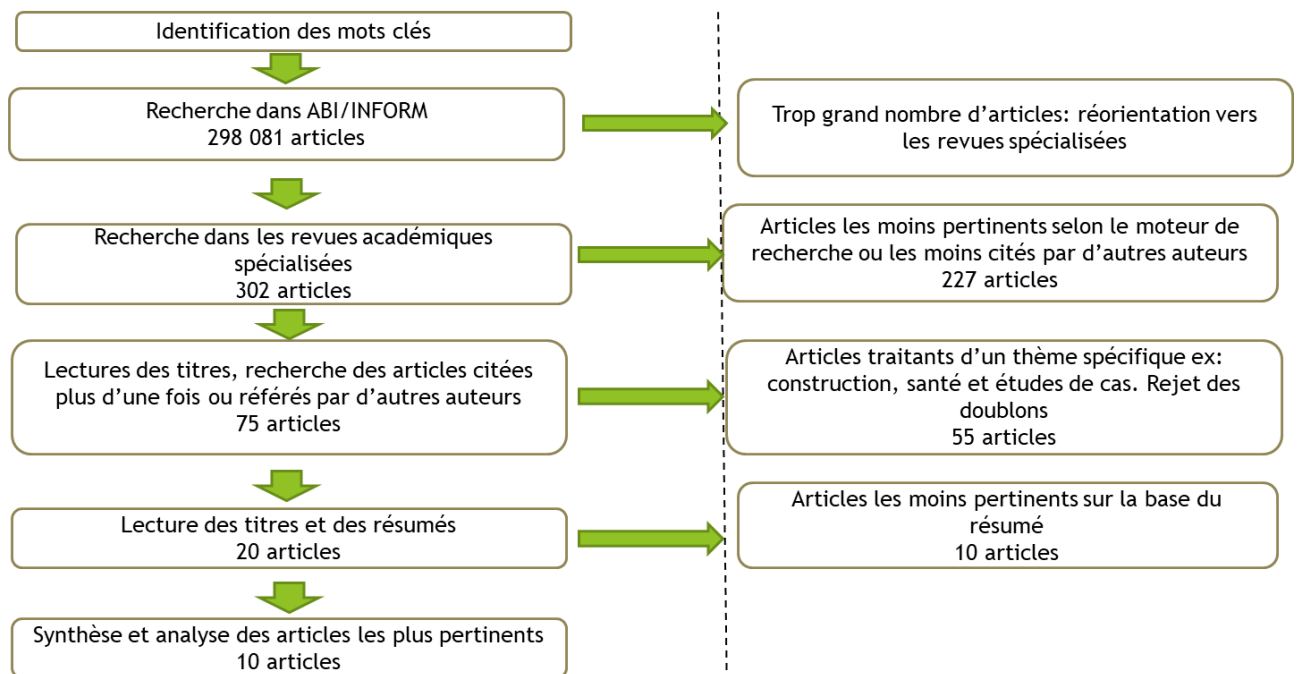 Identification des mots clés
Recherche dans ABI/INFORM
298 081 articles
Trop grand nombre d’articles: réorientation vers
les revues spécialisées
Recherche dans les revues académiques
spécialisées
302 articles
Articles les moins pertinents selon le moteur de
recherche ou les moins cités par d’autres auteurs
227 articles
Lectures des titres, recherche des articles citées
plus d’une fois ou référés par d’autres auteurs
75 articles
Articles traitants d’un thème spécifique ex:
construction, santé et études de cas. Rejet des
doublons
55 articles
Lecture des titres et des résumés
20 articles
Articles les moins pertinents sur la base du
résumé
10 articles
Synthèse et analyse des articles les plus pertinents
10 articles